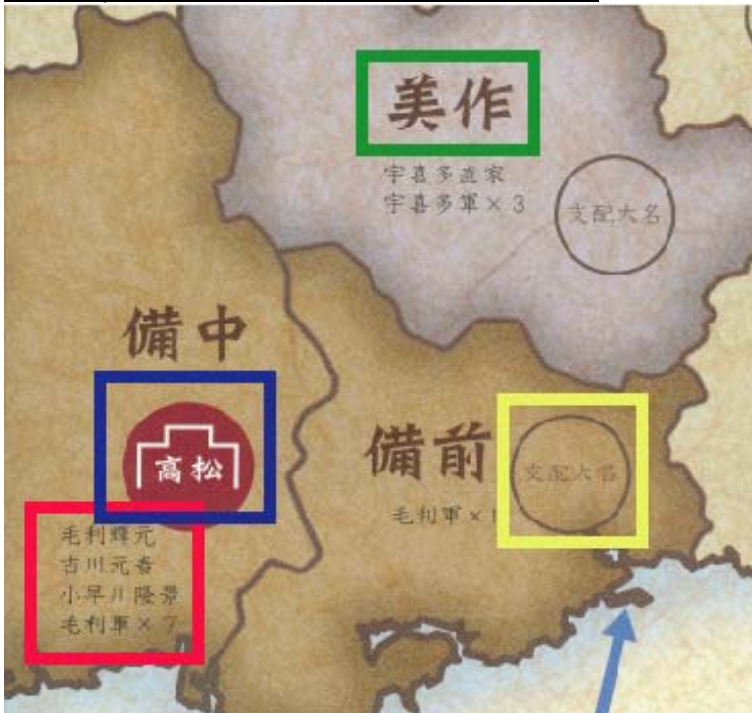 美作
宇喜多直家
宇喜多軍×3
支配大名
備中
高松
備前
支配大名
毛利軍×1
毛利輝元
吉川元春
小早川隆景
毛利軍×7